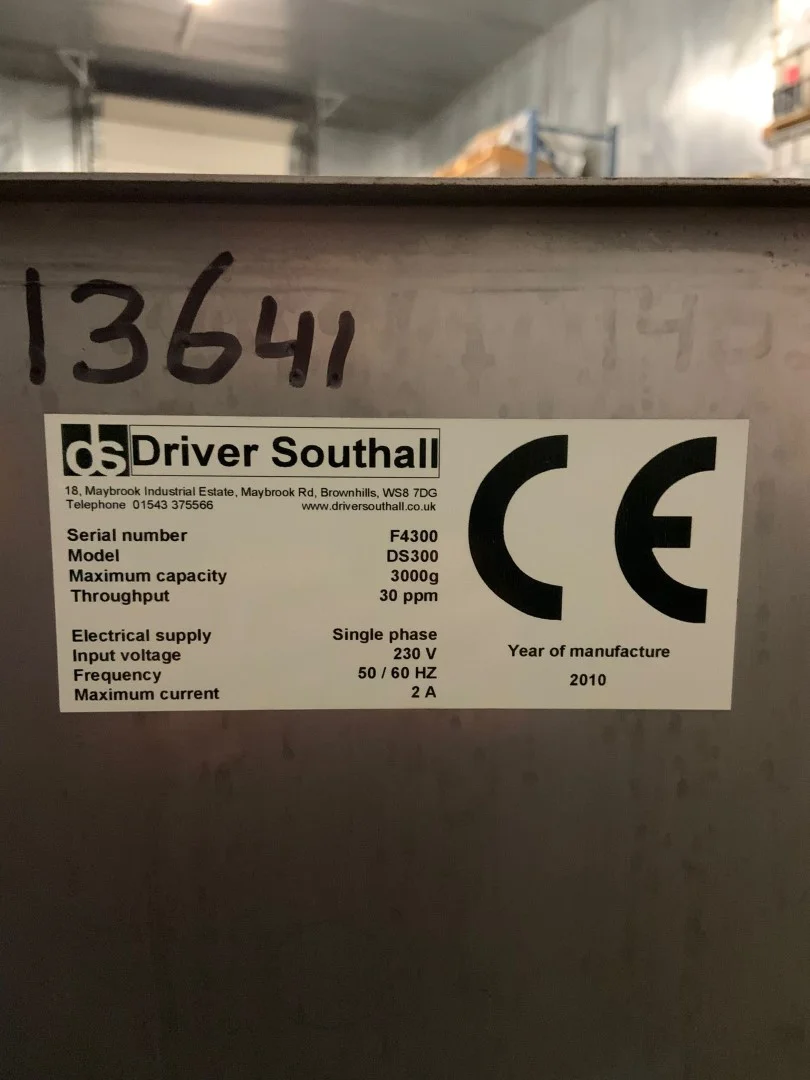 13641
ds Driver Southall
18, Maybrook Industrial Estate, Maybrook Rd, Brownhills, WS8 7DG
Telephone 01543 375566 www.driversouthall.co.uk
Serial number F4300
Model DS300
Maximum capacity 3000g
Throughput 30 ppm
Electrical supply Single phase
Input voltage 230 V
Frequency 50 / 60 HZ
Maximum current 2 A
CE
Year of manufacture
2010